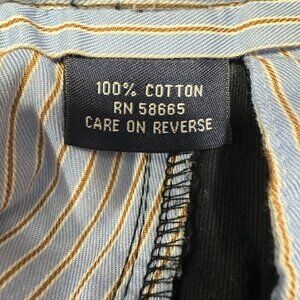 100% COTTON
RN 58665
CARE ON REVERSE